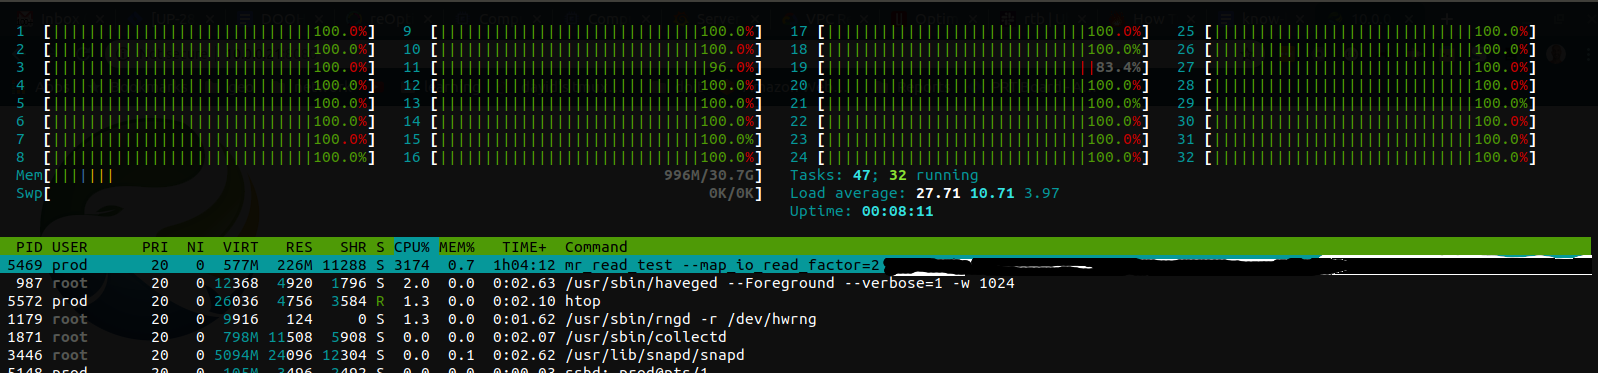 1 [100.0%] 9 [100.0%] 17 [100.0%] 25 [100.0%]
2 [100.0%] 10 [100.0%] 18 [100.0%] 26 [100.0%]
3 [100.0%] 11 [96.0%] 19 [83.4%] 27 [100.0%]
4 [100.0%] 12 [100.0%] 20 [100.0%] 28 [100.0%]
5 [100.0%] 13 [100.0%] 21 [100.0%] 29 [100.0%]
6 [100.0%] 14 [100.0%] 22 [100.0%] 30 [100.0%]
7 [100.0%] 15 [100.0%] 23 [100.0%] 31 [100.0%]
8 [100.0%] 16 [100.0%] 24 [100.0%] 32 [100.0%]
Mem[996M/30.7G] Tasks: 47; 32 running
Swp[0K/0K] Load average: 27.71 10.71 3.97
Uptime: 00:08:11
PID USER PRI NI VIRT RES SHR S CPU% MEM% TIME+ Command
5469 prod 20 0 577M 226M 11288 S 3174 0.7 1h04:12 mr_read_test --map_io_read_factor=2
987 root 20 0 12368 4920 1796 S 2.0 0.0 0:02.63 /usr/sbin/haveged --Foreground --verbose=1 -w 1024
5572 prod 20 0 26036 4756 3584 R 1.3 0.0 0:02.10 htop
1179 root 20 0 9916 124 0 S 1.3 0.0 0:01.62 /usr/sbin/rngd -r /dev/hwrng
1871 root 20 0 798M 11508 5908 S 0.0 0.0 0:02.07 /usr/sbin/collectd
3446 root 20 0 5094M 24096 12304 S 0.0 0.1 0:02.62 /usr/lib/snapd/snapd
5148 prod 20 0 105M 3496 2492 S 0.0 0.0 0:00.03 sshd: prod@pts/1